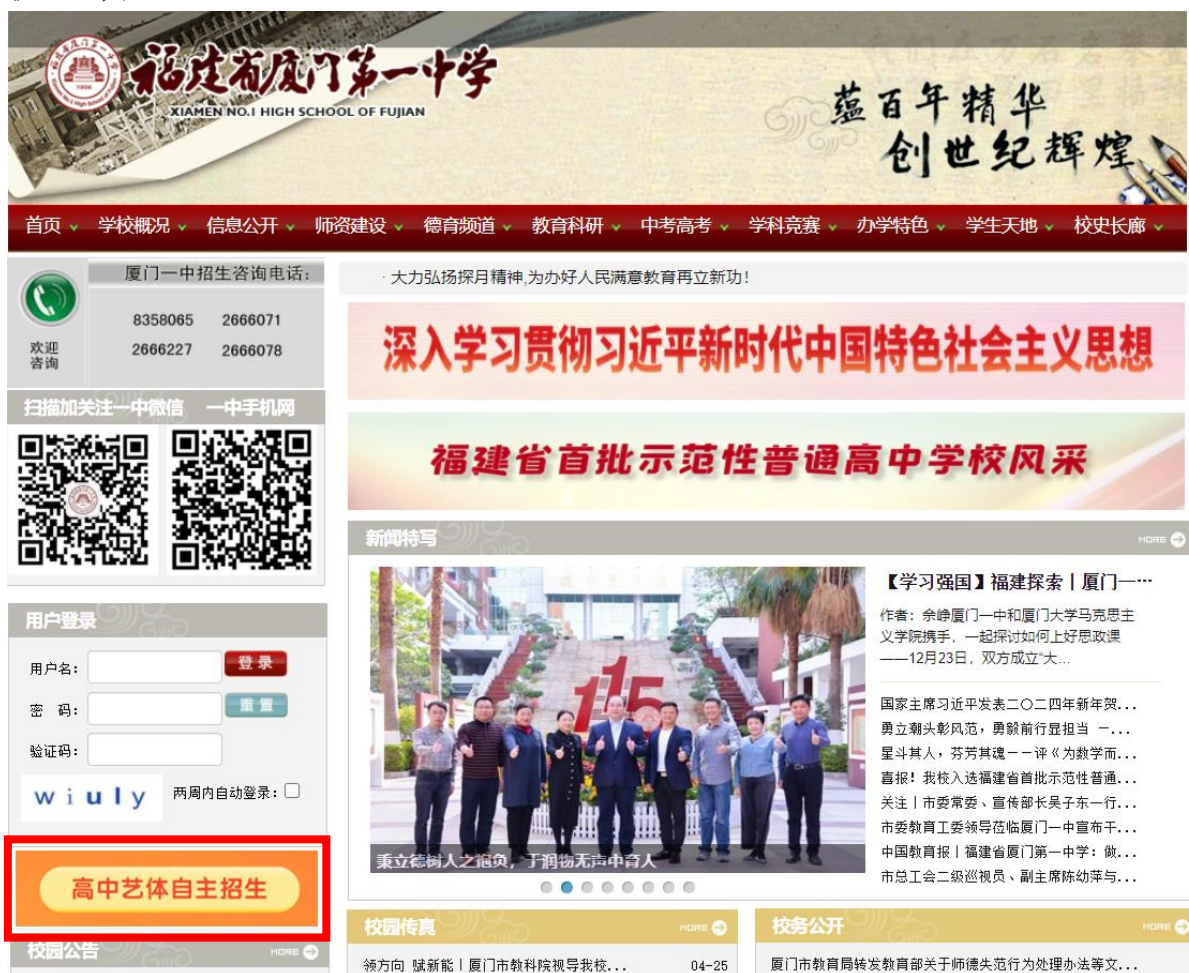 福建省厦门第一中学
XIAMEN NO.1 HIGH SCHOOL OF FUJIAN
1906
蕴百年精华
创世纪辉煌
首页 学校概况 信息公开 师资建设 德育频道 教育科研 中考高考 学科竞赛 办学特色 学生天地 校史长廊
厦门一中招生咨询电话:
8358065 2666071
2666227 2666078
欢迎
咨询
扫描加关注一中微信 一中手机网
用户登录
用户名:
登录
密 码:
重置
验证码:
wiuly
两周内自动登录:
高中艺体自主招生
校园公告 MORE
·大力弘扬探月精神,为办好人民满意教育再立新功!
深入学习贯彻习近平新时代中国特色社会主义思想
福建省首批示范性普通高中学校风采
新闻特写 MORE
115
秉立德树人之抱负，于润物无声中育人
【学习强国】福建探索丨厦门一…
作者：余峥厦门一中和厦门大学马克思主
义学院携手，一起探讨如何上好思政课
——12月23日，双方成立“大...
国家主席习近平发表二〇二四年新年贺...
勇立潮头彰风范，勇毅前行显担当 一...
星斗其人，芬芳其魂——评《为数学而...
喜报！我校入选福建省首批示范性普通...
关注丨市委常委、宣传部长吴子东一行...
市委教育工委领导莅临厦门一中宣布干...
中国教育报丨福建省厦门第一中学：做...
市总工会二级巡视员、副主席陈幼萍与...
校园传真 MORE
领方向 赋新能丨厦门市教科院视导我校... 04-25
校务公开 MORE
厦门市教育局转发教育部关于师德失范行为处理办法等文...